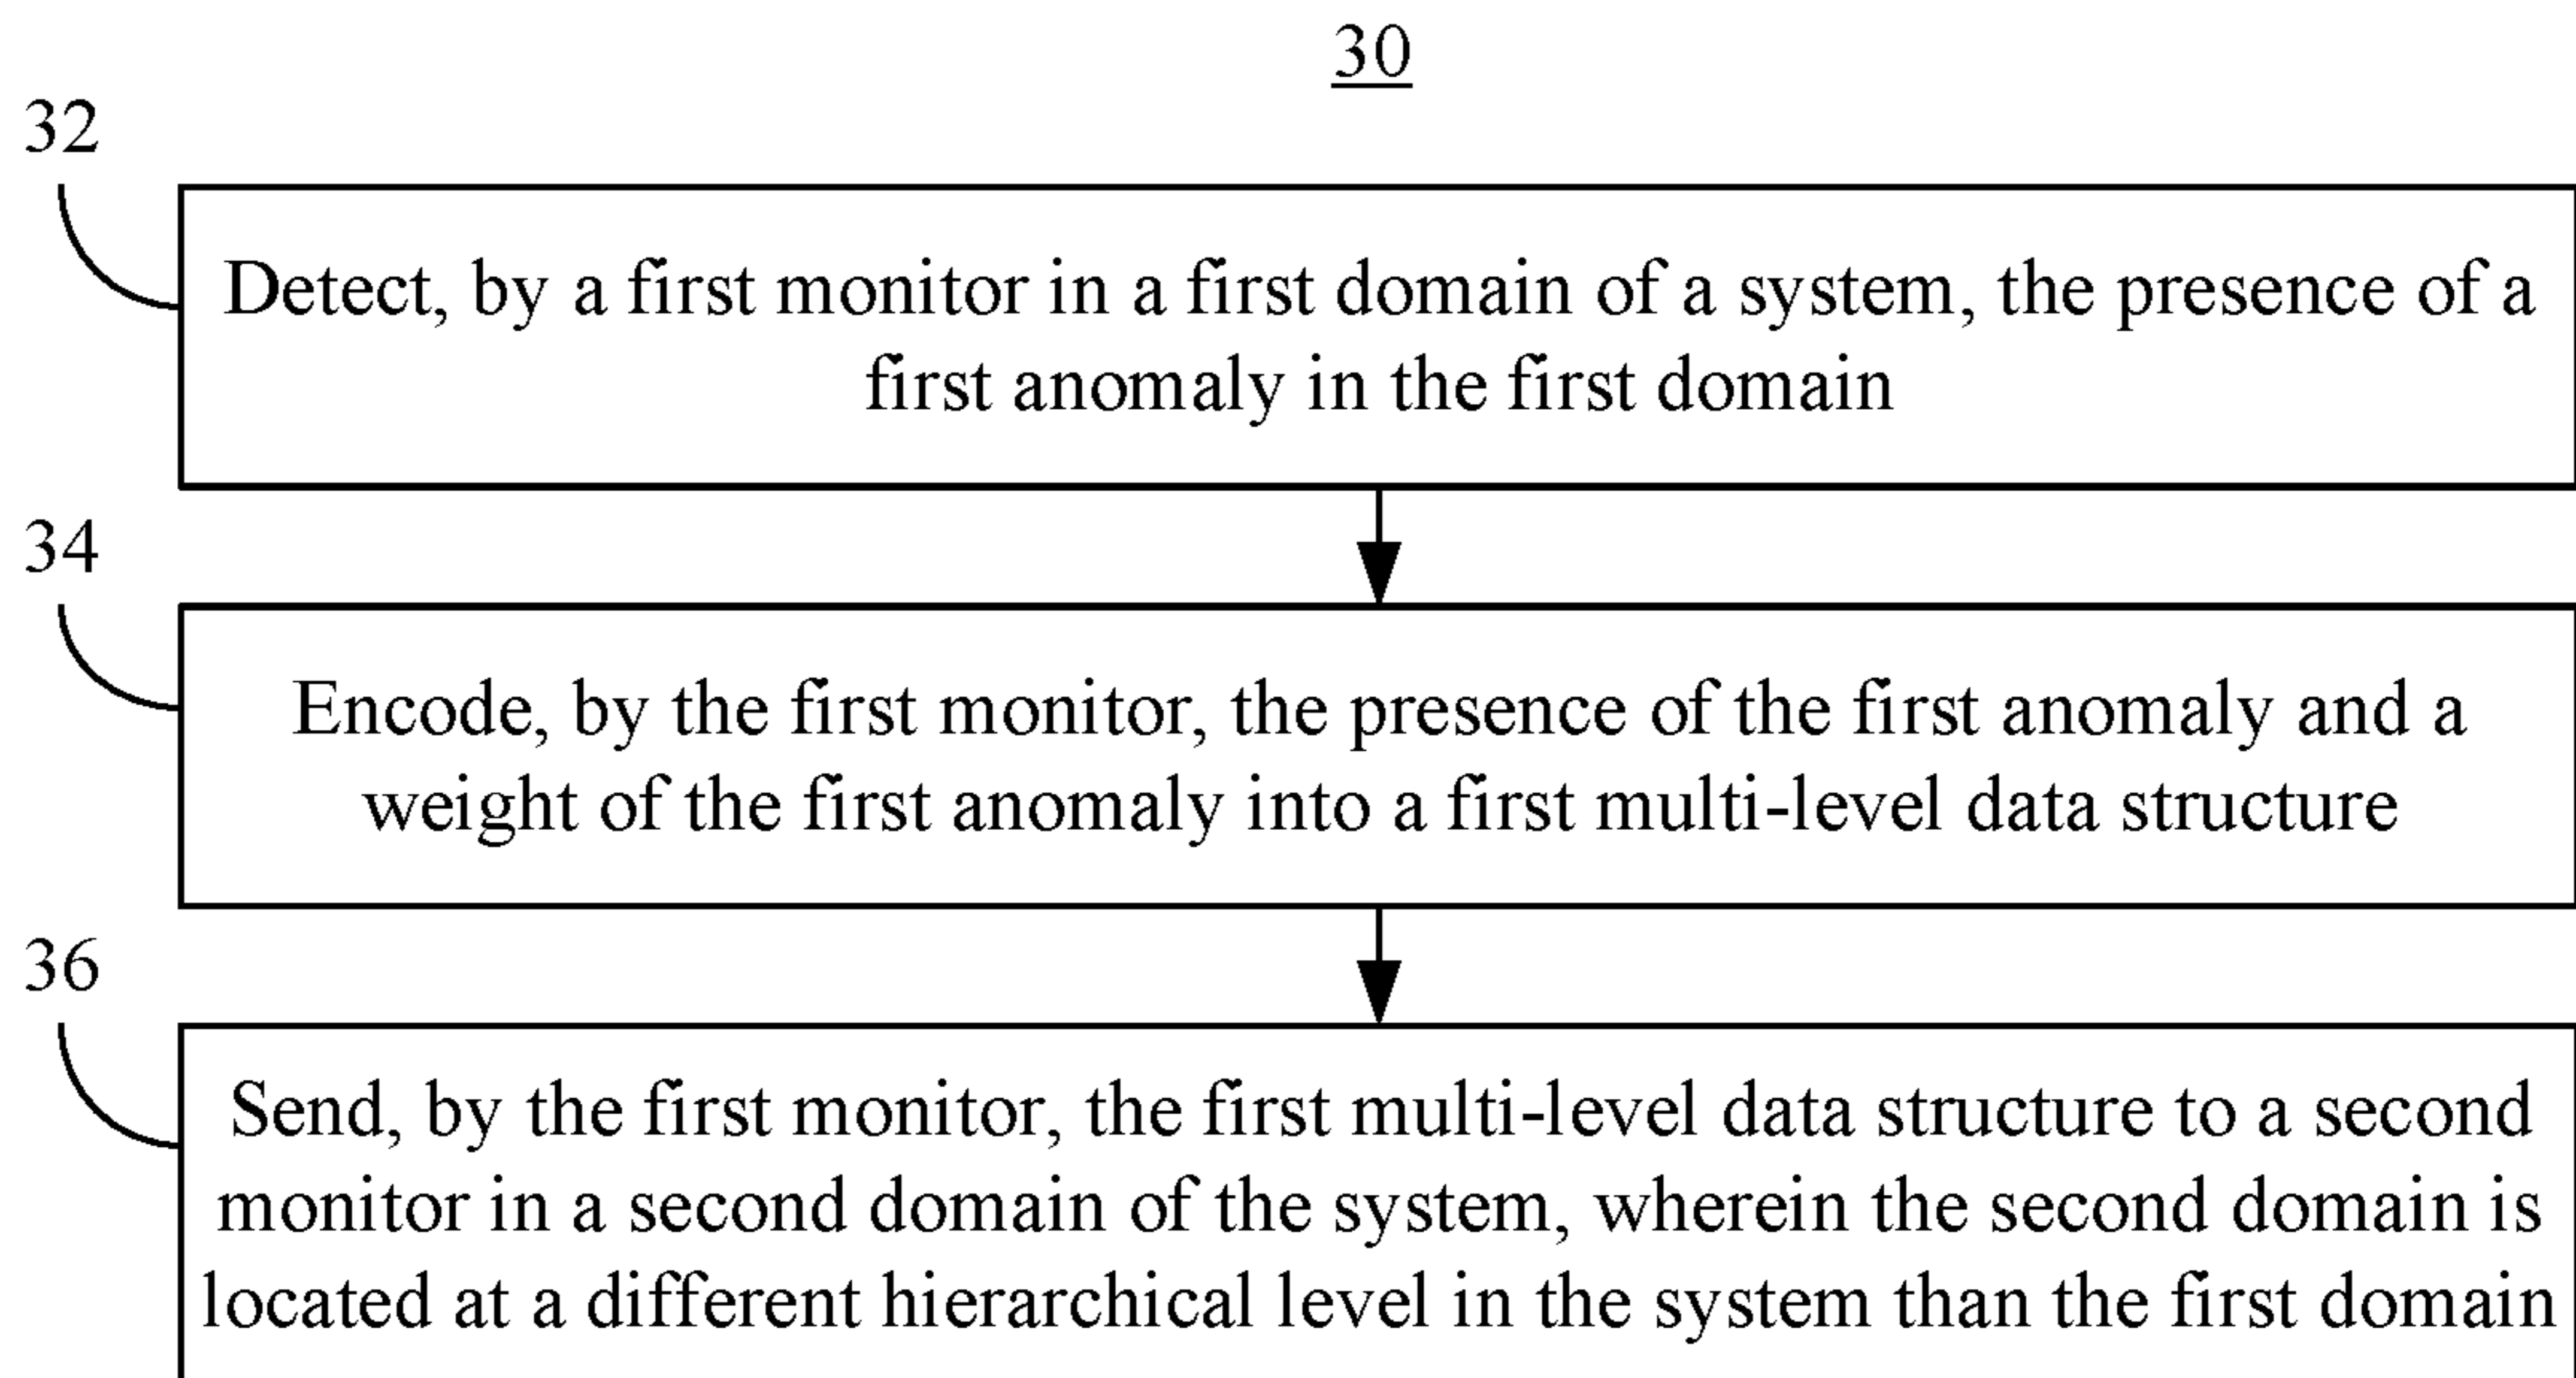 30
32
Detect, by a first monitor in a first domain of a system, the presence of a
first anomaly in the first domain
34
Encode, by the first monitor, the presence of the first anomaly and a
weight of the first anomaly into a first multi-level data structure
36
Send, by the first monitor, the first multi-level data structure to a second
monitor in a second domain of the system, wherein the second domain is
located at a different hierarchical level in the system than the first domain